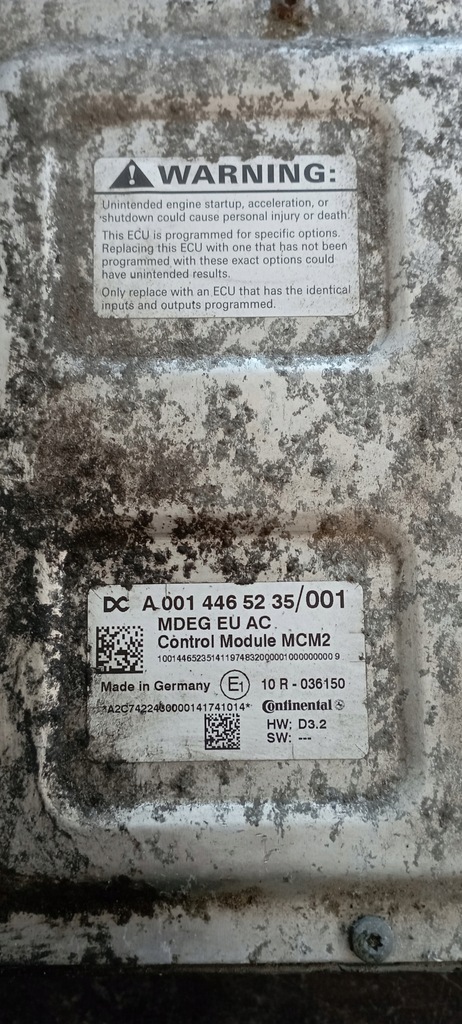 WARNING:
Unintended engine startup, acceleration, or
shutdown could cause personal injury or death.
This ECU is programmed for specific options.
Replacing this ECU with one that has not been
programmed with these exact options could
have unintended results.
Only replace with an ECU that has the identical
inputs and outputs programmed.
DC A 001 446 52 35/001
MDEG EU AC
Control Module MCM2
10014465235141197483200000100000000 9
Made in Germany E1 10 R - 036150
Continental
HW: D3.2
SW: ---